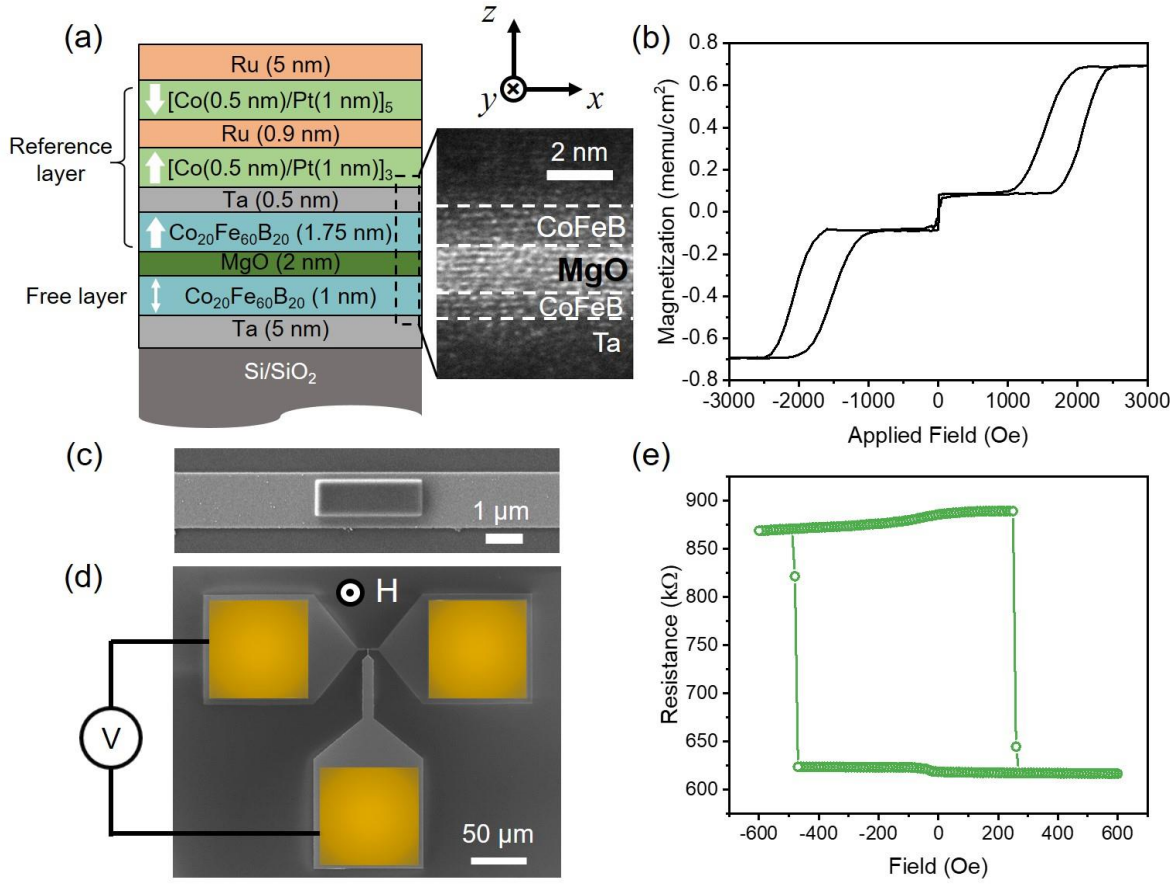 (a)
Ru (5 nm)
[Co(0.5 nm)/Pt(1 nm)]5
Ru (0.9 nm)
[Co(0.5 nm)/Pt(1 nm)]3
Ta (0.5 nm)
Co20Fe60B20 (1.75 nm)
MgO (2 nm)
Co20Fe60B20 (1 nm)
Ta (5 nm)
Si/SiO2
Reference
layer
Free layer
z
y
x
2 nm
CoFeB
MgO
CoFeB
Ta
(b)
Magnetization (memu/cm2)
0.8
0.6
0.4
0.2
0.0
-0.2
-0.4
-0.6
-0.8
-3000 -2000 -1000 0 1000 2000 3000
Applied Field (Oe)
(c)
1 μm
(d)
H
V
50 μm
(e)
Resistance (kΩ)
900
850
800
750
700
650
600
-600 -400 -200 0 200 400 600
Field (Oe)